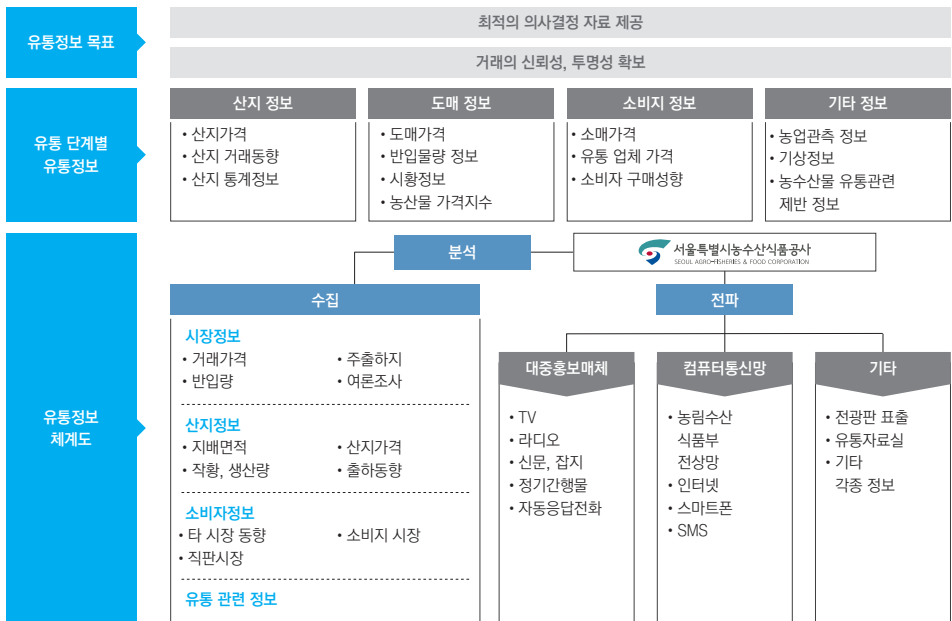 유통정보 목표
최적의 의사결정 자료 제공
거래의 신뢰성, 투명성 확보
유통 단계별
유통정보
산지 정보
• 산지가격
• 산지 거래동향
• 산지 통계정보
도매 정보
• 도매가격
• 반입물량 정보
• 시황정보
• 농산물 가격지수
소비지 정보
• 소매가격
• 유통 업체 가격
• 소비자 구매성향
기타 정보
• 농업관측 정보
• 기상정보
• 농수산물 유통관련
제반 정보
유통정보
체계도
분석
서울특별시농수산식품공사
SEOUL AGRO-FISHERIES & FOOD CORPORATION
수집
시장정보
• 거래가격
• 주출하지
• 반입량
• 여론조사
산지정보
• 지배면적
• 산지가격
• 작황, 생산량
• 출하동향
소비자정보
• 타 시장 동향
• 소비지 시장
• 직판시장
유통 관련 정보
전파
대중홍보매체
• TV
• 라디오
• 신문, 잡지
• 정기간행물
• 자동응답전화
컴퓨터통신망
• 농림수산
식품부
전상망
• 인터넷
• 스마트폰
• SMS
기타
• 전광판 표출
• 유통자료실
• 기타
각종 정보